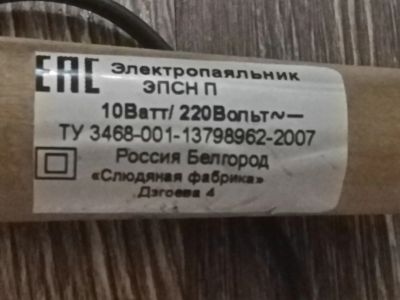 ЕАС Электропаяльник
ЭПСН П
10Ватт/ 220Вольт~—
ТУ 3468-001-13798962-2007
Россия Белгород
«Слюдяная фабрика»
Дзгоева 4